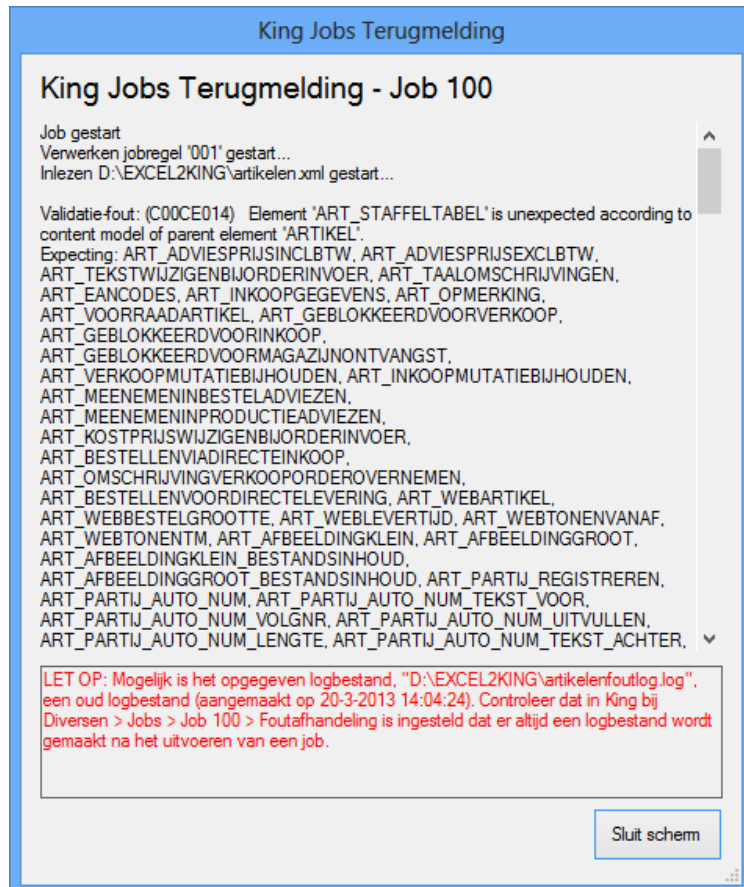 King Jobs Terugmelding
King Jobs Terugmelding - Job 100
Job gestart
Verwerken jobregel '001' gestart...
Inlezen D:\EXCEL2KING\artikelen.xml gestart...
Validatie-fout: (C00CE014)   Element 'ART_STAFFELTABEL' is unexpected according to
content model of parent element 'ARTIKEL'.
Expecting: ART_ADVIESPRIJSINCLBTW, ART_ADVIESPRIJSEXCLBTW,
ART_TEKSTWIJZIGENBIJORDERINVOER, ART_TAALOMSCHRIJVINGEN,
ART_EANCODES, ART_INKOOPGEGEVENS, ART_OPMERKING,
ART_VOORRAADARTIKEL, ART_GEBLOKKEERDVOORVERKOOP,
ART_GEBLOKKEERDVOORINKOOP,
ART_GEBLOKKEERDVOORMAGAZIJNONTVANGST,
ART_VERKOOPMUTATIEBIJHOUDEN, ART_INKOOPMUTATIEBIJHOUDEN,
ART_MEENEMENINBESTELADVIEZEN,
ART_MEENEMENINPRODUCTIEADVIEZEN,
ART_KOSTPRIJSWIJZIGENBIJORDERINVOER,
ART_BESTELLENVIADIRECTEINKOOP,
ART_OMSCHRIJVINGVERKOOPORDEROVERNEMEN,
ART_BESTELLENVOORDIRECTELEVERING, ART_WEBARTIKEL,
ART_WEBBESTELGROOTTE, ART_WEBLEVERTIJD, ART_WEBTONENVANAF,
ART_WEBTONENTM, ART_AFBEELDINGKLEIN, ART_AFBEELDINGGROOT,
ART_AFBEELDINGKLEIN_BESTANDSINHOUD,
ART_AFBEELDINGGROOT_BESTANDSINHOUD, ART_PARTIJ_REGISTREREN,
ART_PARTIJ_AUTO_NUM, ART_PARTIJ_AUTO_NUM_TEKST_VOOR,
ART_PARTIJ_AUTO_NUM_VOLGNR, ART_PARTIJ_AUTO_NUM_UITVULLEN,
ART_PARTIJ_AUTO_NUM_LENGTE, ART_PARTIJ_AUTO_NUM_TEKST_ACHTER,
LET OP: Mogelijk is het opgegeven logbestand, "D:\EXCEL2KING\artikelenfoutlog.log",
een oud logbestand (aangemaakt op 20-3-2013 14:04:24). Controleer dat in King bij
Diversen > Jobs > Job 100 > Foutafhandeling is ingesteld dat er altijd een logbestand wordt
gemaakt na het uitvoeren van een job.
Sluit scherm